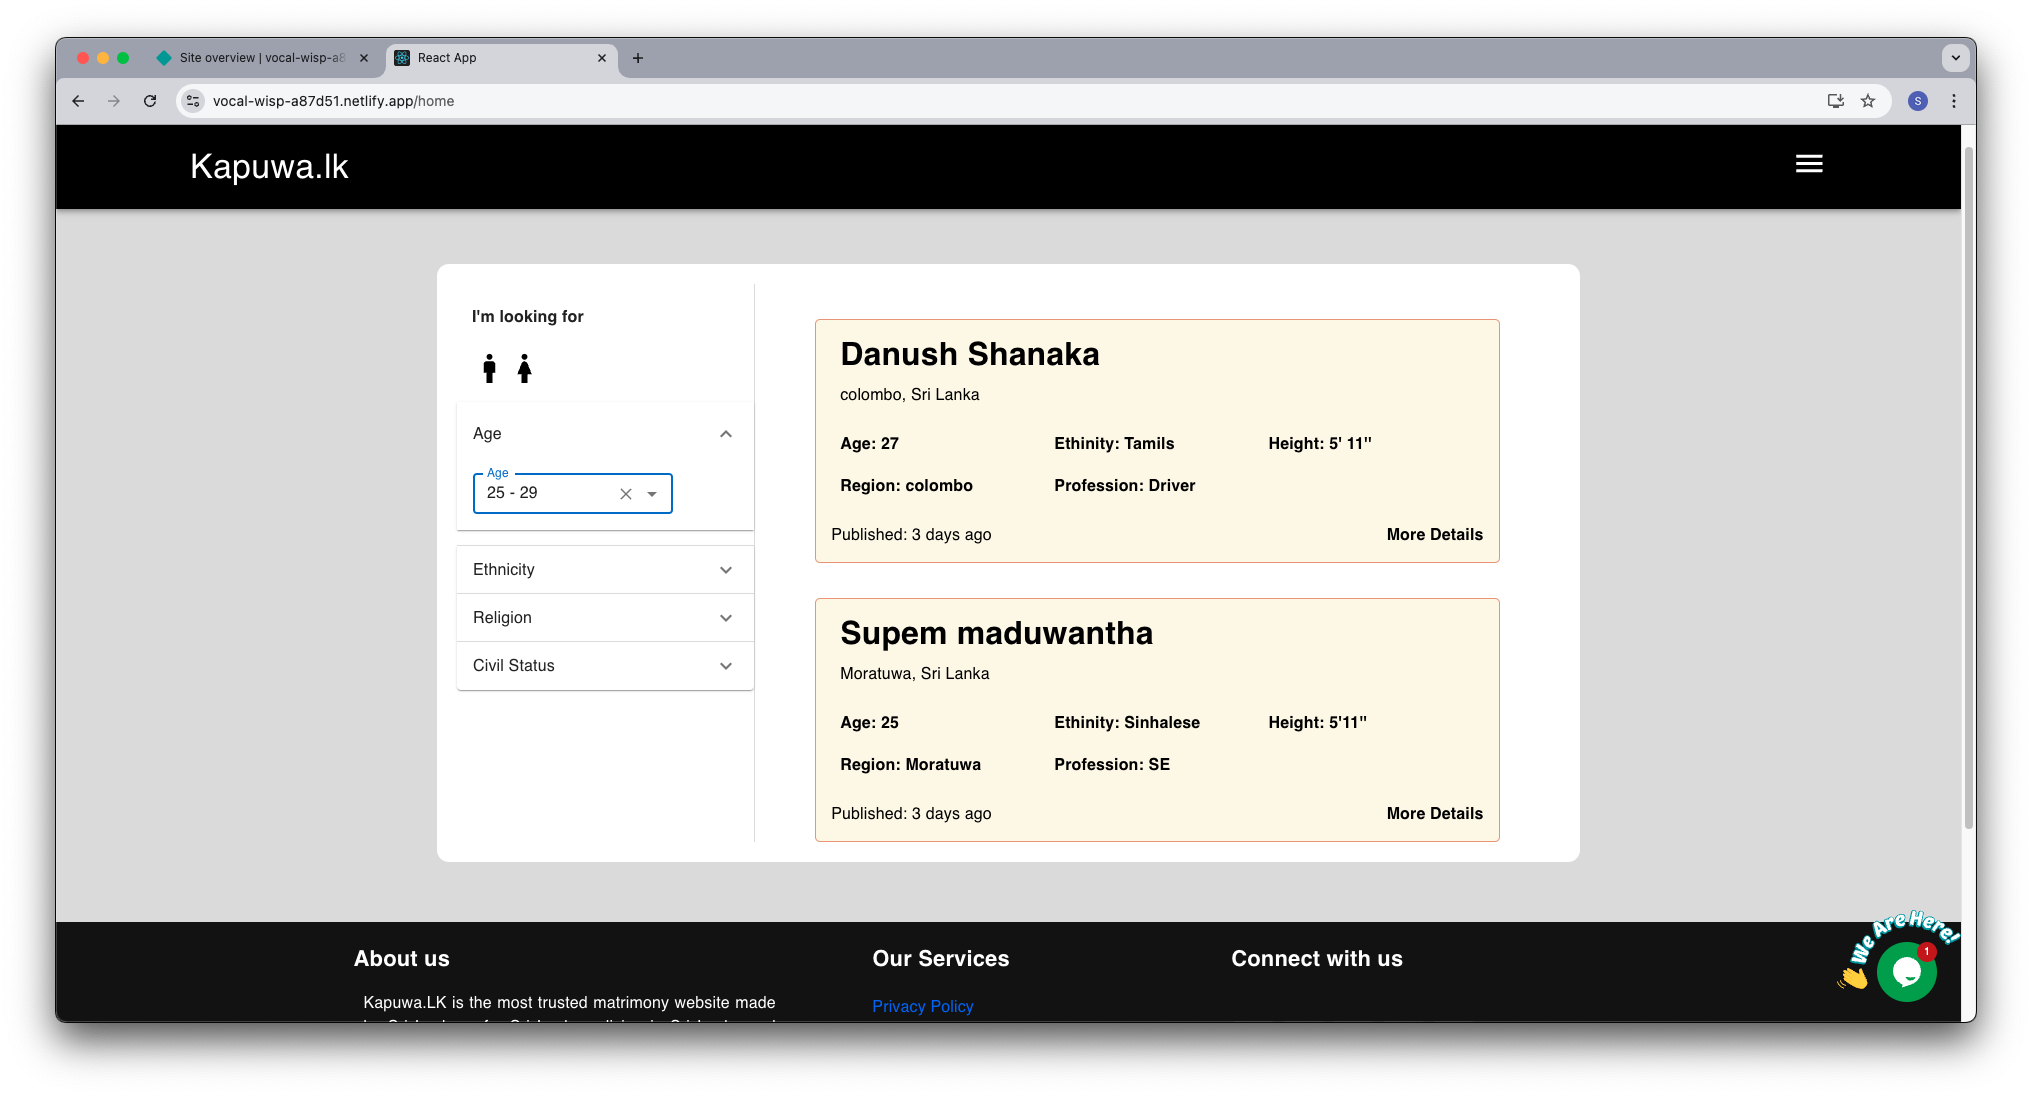 Site overview | vocal-wisp-a8
React App
vocal-wisp-a87d51.netlify.app/home
S
Kapuwa.lk
I'm looking for
Age
Age
25 - 29
Ethnicity
Religion
Civil Status
Danush Shanaka
colombo, Sri Lanka
Age: 27 Ethinity: Tamils Height: 5' 11"
Region: colombo Profession: Driver
Published: 3 days ago More Details
Supem maduwantha
Moratuwa, Sri Lanka
Age: 25 Ethinity: Sinhalese Height: 5'11"
Region: Moratuwa Profession: SE
Published: 3 days ago More Details
About us
Kapuwa.LK is the most trusted matrimony website made
Our Services
Privacy Policy
Connect with us
We Are Here!
1